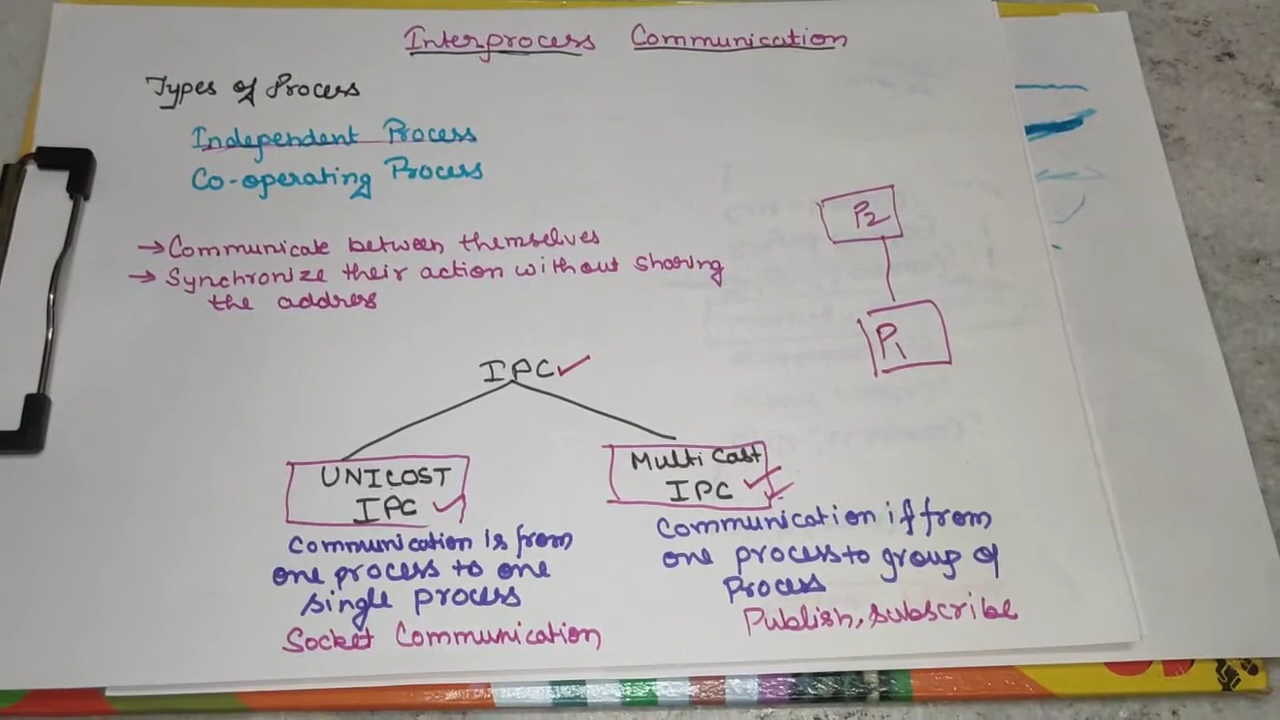 Interprocess Communication
Types of Process
Independent Process
Co-operating Process
→ Communicate between themselves
→ Synchronize their action without sharing
the address
P2
P1
IPC ✓
UNICOST
IPC ✓
Communication is from
one process to one
single process
Socket Communication
Multi Cast
IPC ✓
Communication if from
one process to group of
Process
Publish, subscribe